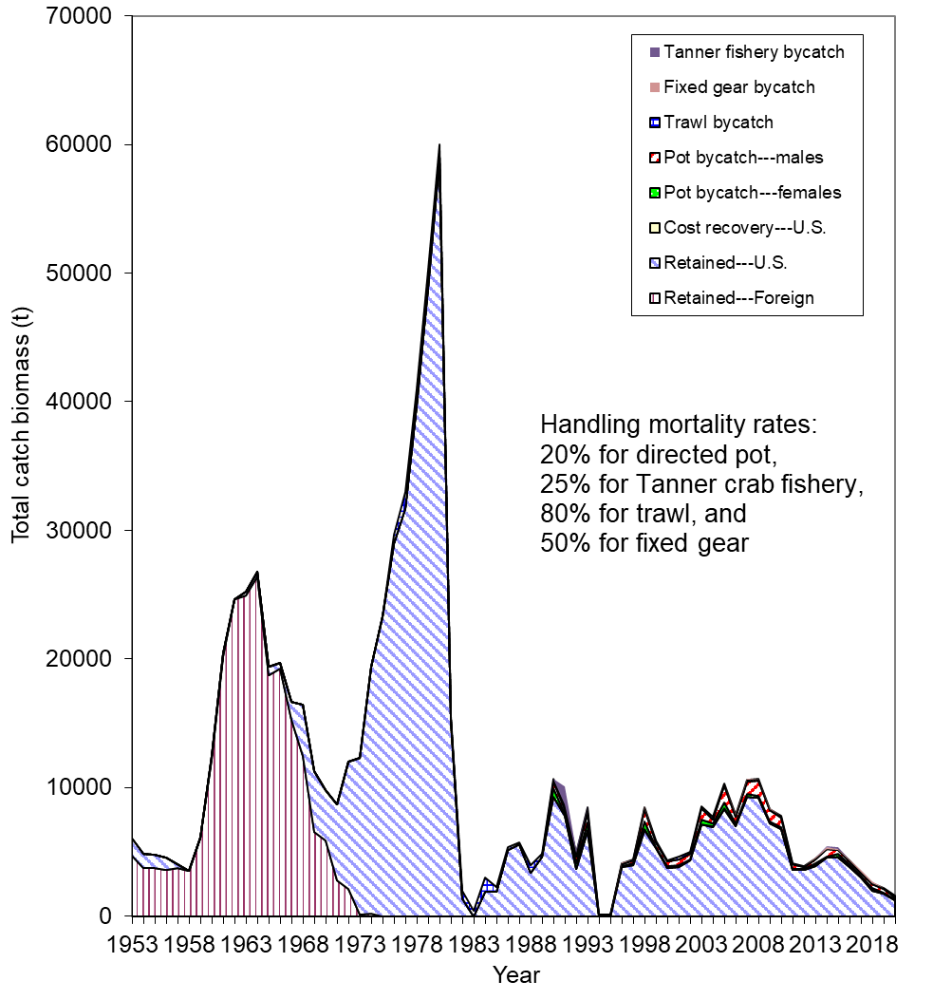 70000
60000
50000
40000
30000
20000
10000
0
Total catch biomass (t)
Tanner fishery bycatch
Fixed gear bycatch
Trawl bycatch
Pot bycatch---males
Pot bycatch---females
Cost recovery---U.S.
Retained---U.S.
Retained---Foreign
Handling mortality rates:
20% for directed pot,
25% for Tanner crab fishery,
80% for trawl, and
50% for fixed gear
1953 1958 1963 1968 1973 1978 1983 1988 1993 1998 2003 2008 2013 2018
Year